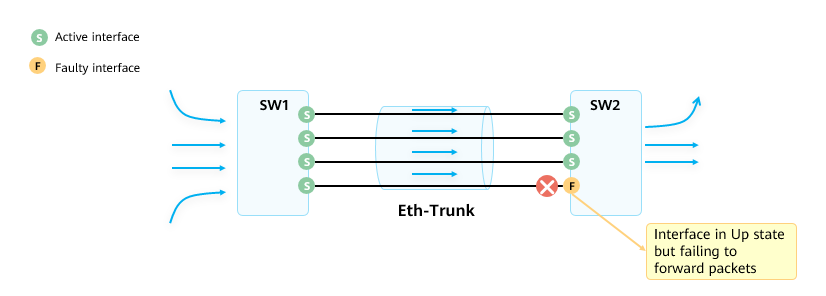 S Active interface
F Faulty interface
SW1
SW2
S
S
S
S
S
S
S
F
Eth-Trunk
Interface in Up state
but failing to
forward packets